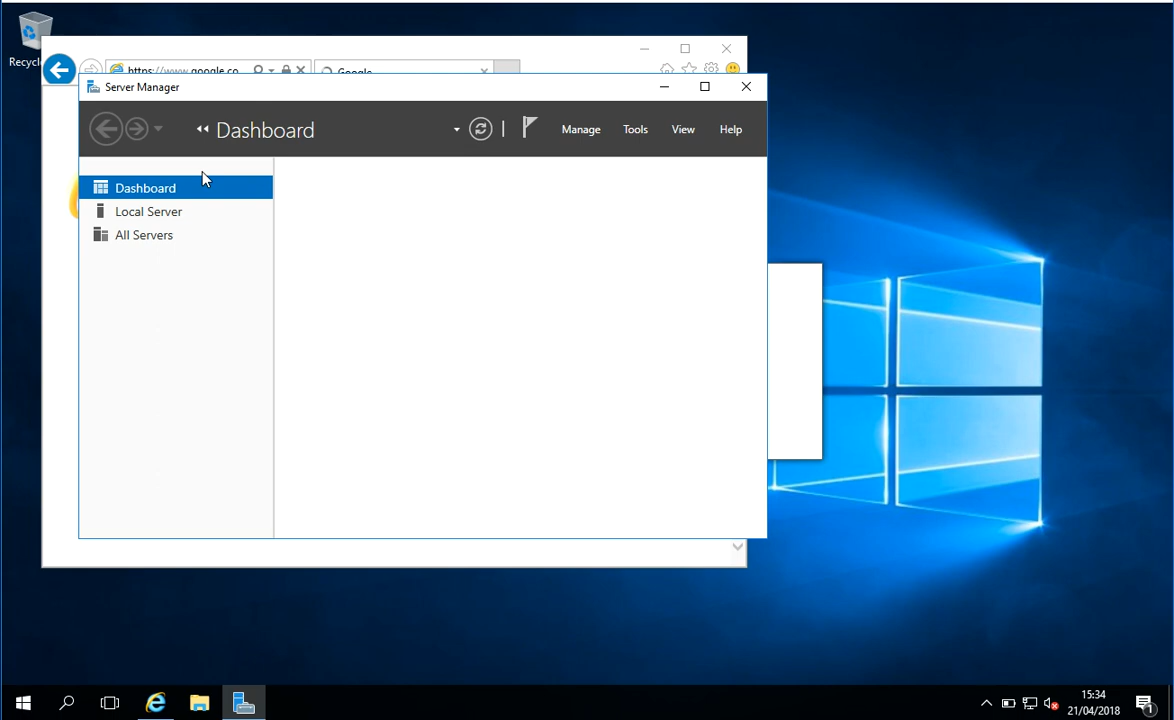 Recycl
https://www.google.co
Google
Server Manager
Dashboard
Manage
Tools
View
Help
Dashboard
Local Server
All Servers
15:34
21/04/2018
1